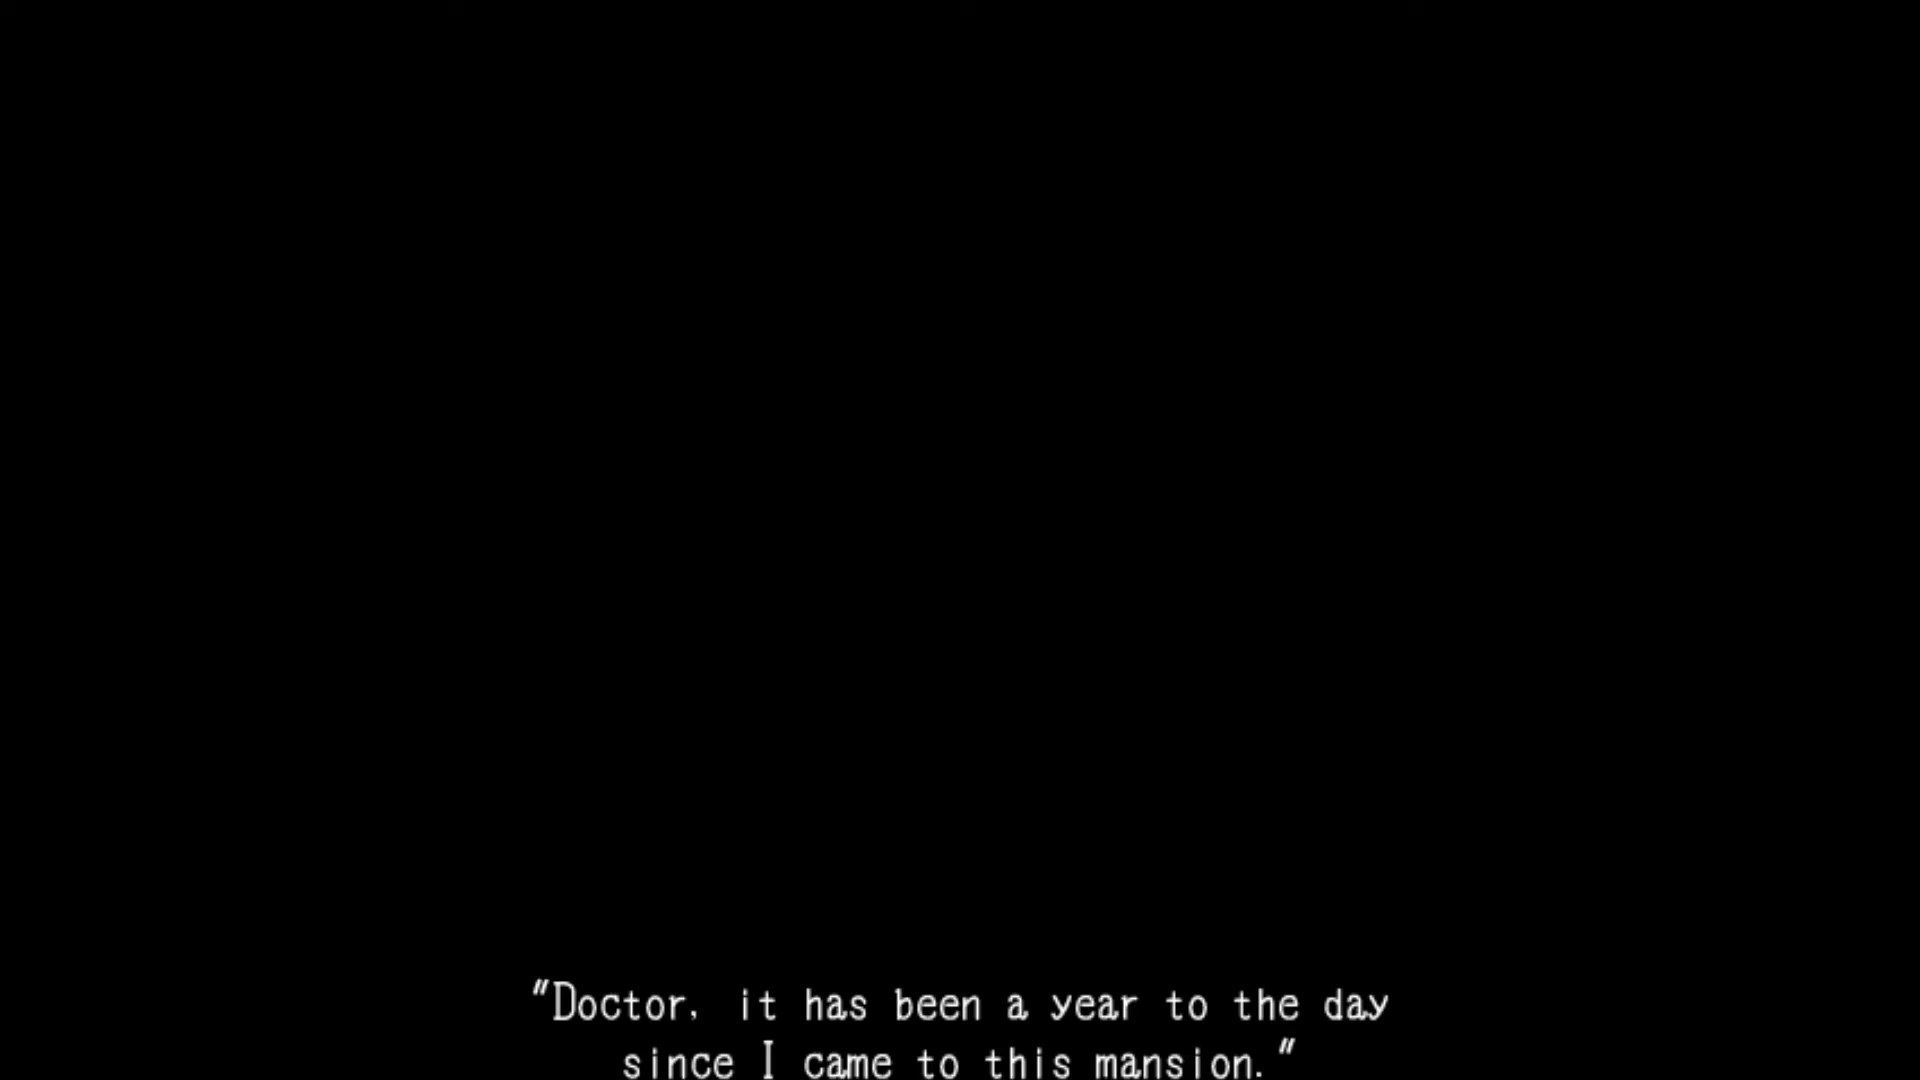 "Doctor, it has been a year to the day
since I came to this mansion."